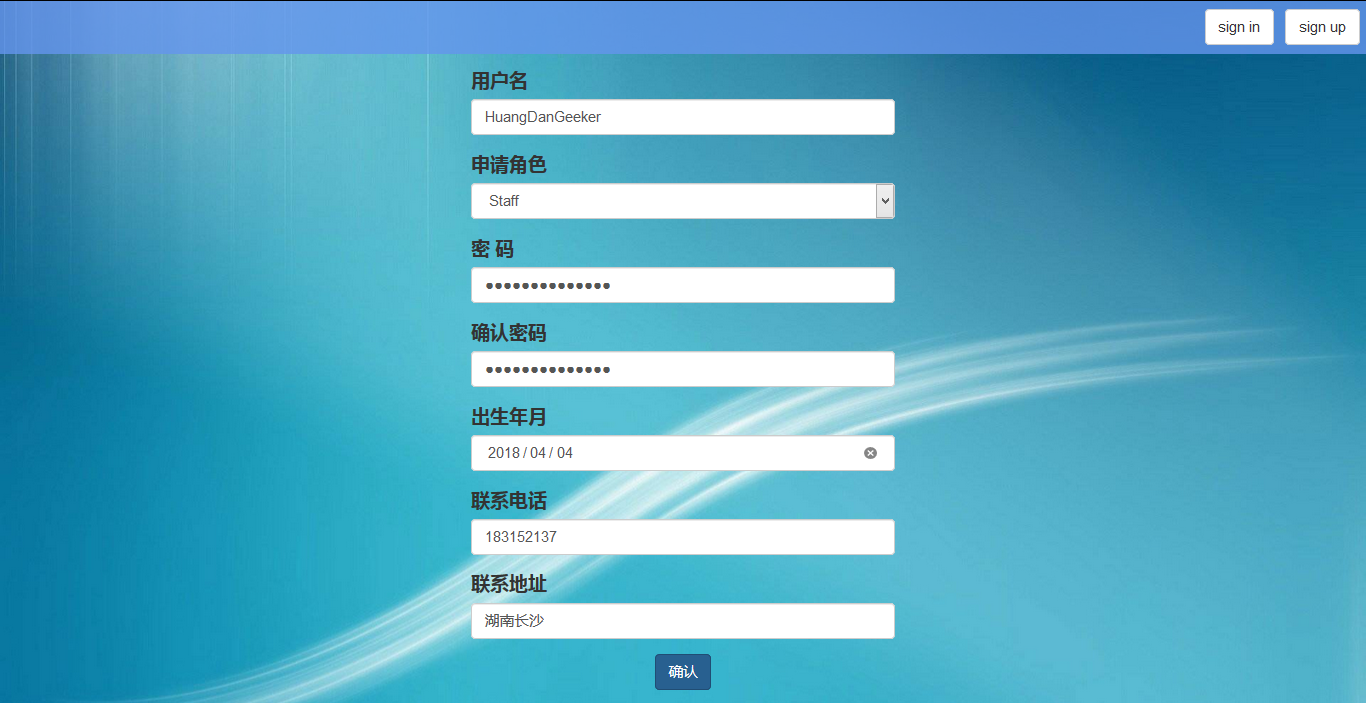 sign in
sign up
用户名
HuangDanGeeker
申请角色
Staff
密 码
••••••••••••••
确认密码
••••••••••••••
出生年月
2018 / 04 / 04
联系电话
183152137
联系地址
湖南长沙
确认